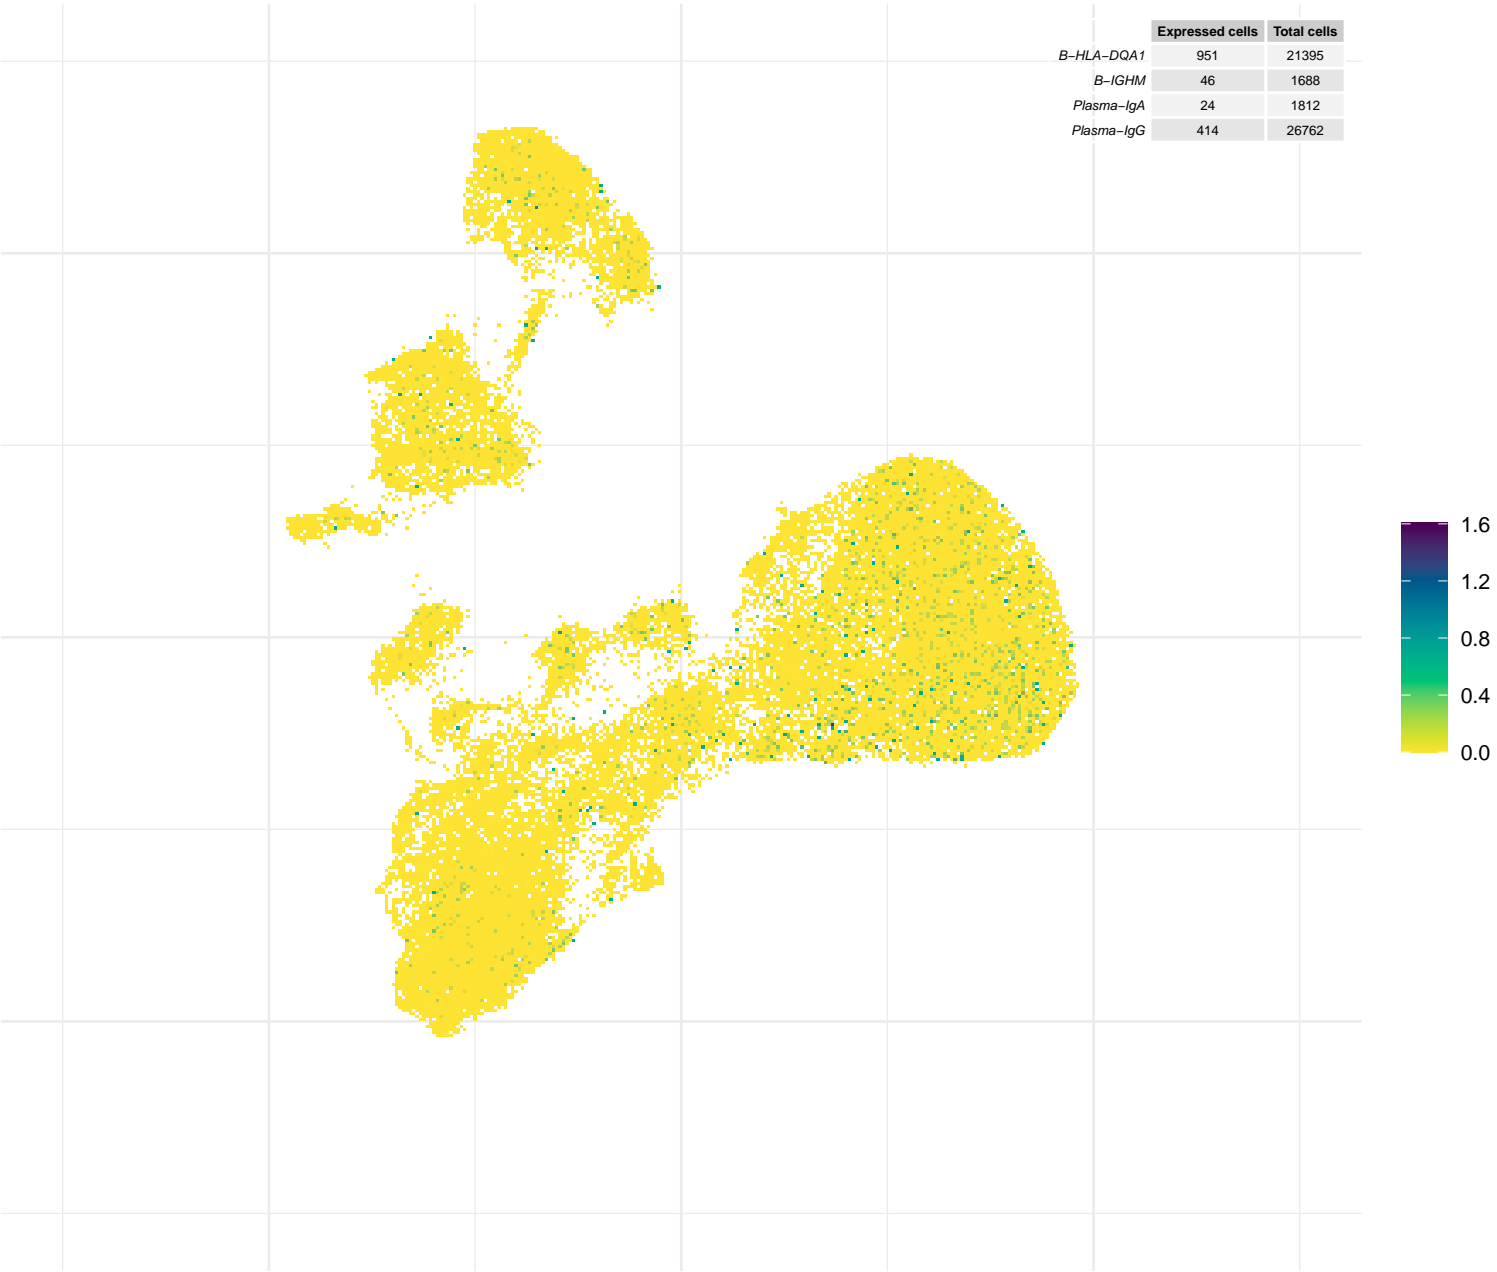 Expressed cells Total cells
B−HLA−DQA1 951 21395
B−IGHM 46 1688
Plasma−IgA 24 1812
Plasma−IgG 414 26762
1.6
1.2
0.8
0.4
0.0